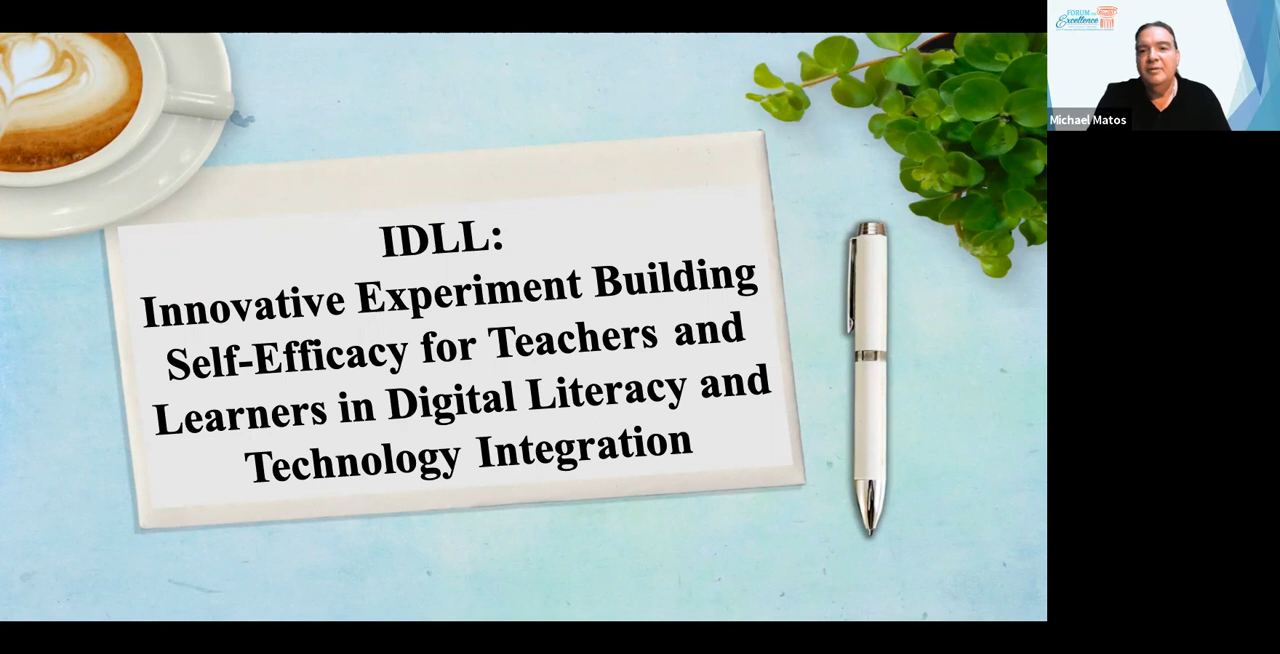 IDLL:
Innovative Experiment Building
Self-Efficacy for Teachers and
Learners in Digital Literacy and
Technology Integration
FORUM
Excellence
Michael Matos